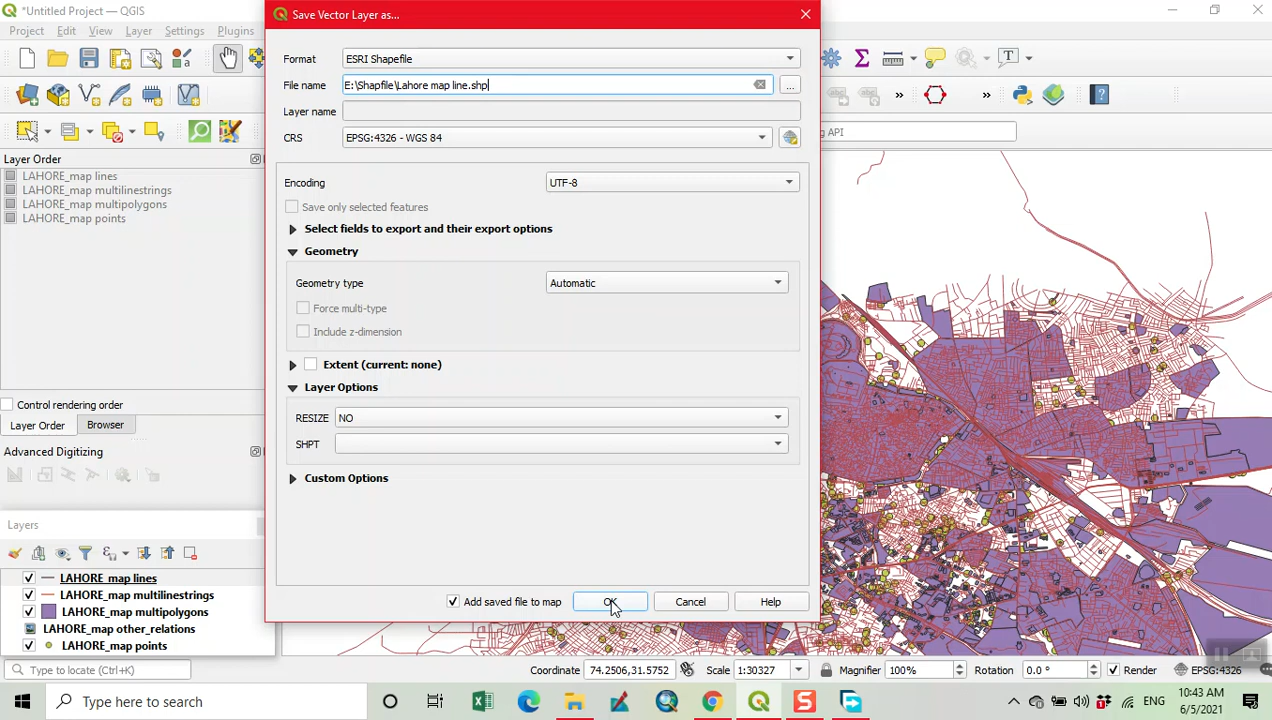 *Untitled Project — QGIS
Project Edit View Layer Settings Plugins
Save Vector Layer as...
Format ESRI Shapefile
File name E:\Shapfile\Lahore map line.shp
Layer name
CRS EPSG:4326 - WGS 84
Encoding UTF-8
Save only selected features
Select fields to export and their export options
Geometry
Geometry type Automatic
Force multi-type
Include z-dimension
Extent (current: none)
Layer Options
RESIZE NO
SHPT
Custom Options
Add saved file to map OK Cancel Help
API
Layer Order
LAHORE_map lines
LAHORE_map multilinestrings
LAHORE_map multipolygons
LAHORE_map points
Control rendering order
Layer Order Browser
Advanced Digitizing
Layers
LAHORE_map lines
LAHORE_map multilinestrings
LAHORE_map multipolygons
LAHORE_map other_relations
LAHORE_map points
Type to locate (Ctrl+K) Coordinate 74.2506,31.5752 Scale 1:30327 Magnifier 100% Rotation 0.0 ° Render EPSG:4326
Type here to search ENG 10:43 AM
6/5/2021